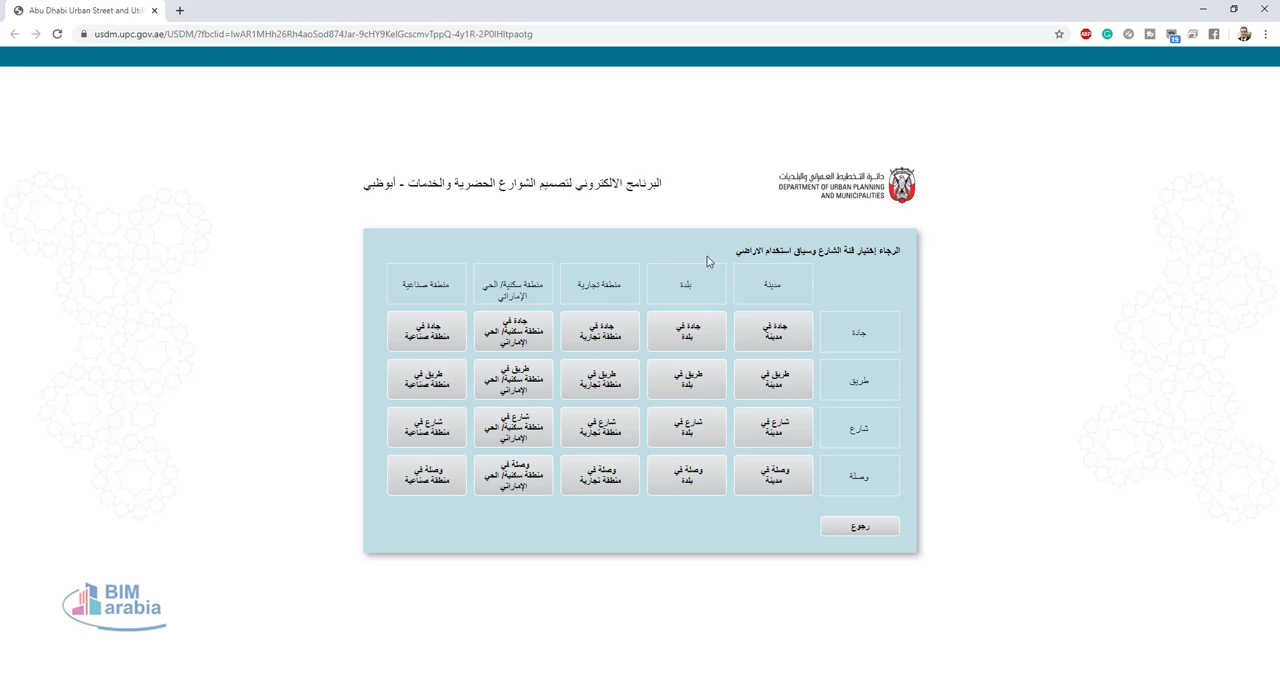 Abu Dhabi Urban Street and Util
usdm.upc.gov.ae/USDM/?fbclid=IwAR1MHh26Rh4aoSod874Jar-9cHY9KelGcscmvTppQ-4y1R-2P0lHItpaotg
ABP
19
دائرة التخطيط العمراني والبلديات
DEPARTMENT OF URBAN PLANNING
AND MUNICIPALITIES
البرنامج الالكتروني لتصميم الشوارع الحضرية والخدمات - أبوظبي
الرجاء إختيار فئة الشارع وسياق استخدام الاراضي
مدينة
بلدة
منطقة تجارية
منطقة سكنية/ الحي
الإماراتي
منطقة صناعية
جادة
جادة في
مدينة
جادة في
بلدة
جادة في
منطقة تجارية
جادة في
منطقة سكنية/ الحي
الإماراتي
جادة في
منطقة صناعية
طريق
طريق في
مدينة
طريق في
بلدة
طريق في
منطقة تجارية
طريق في
منطقة سكنية/ الحي
الإماراتي
طريق في
منطقة صناعية
شارع
شارع في
مدينة
شارع في
بلدة
شارع في
منطقة تجارية
شارع في
منطقة سكنية/ الحي
الإماراتي
شارع في
منطقة صناعية
وصلة
وصلة في
مدينة
وصلة في
بلدة
وصلة في
منطقة تجارية
وصلة في
منطقة سكنية/ الحي
الإماراتي
وصلة في
منطقة صناعية
رجوع
BIM
arabia